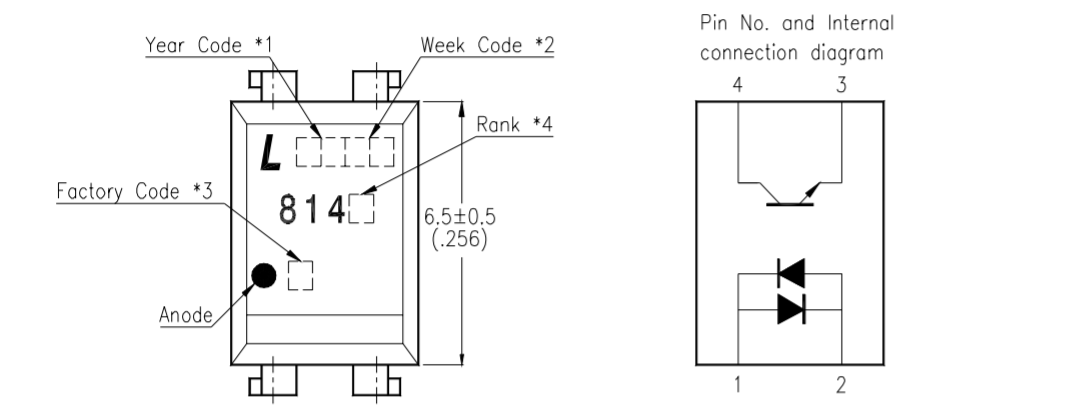 Year Code *1
Week Code *2
L
Rank *4
Factory Code *3
814
6.5±0.5
(.256)
Anode
Pin No. and Internal
connection diagram
4 3
1 2